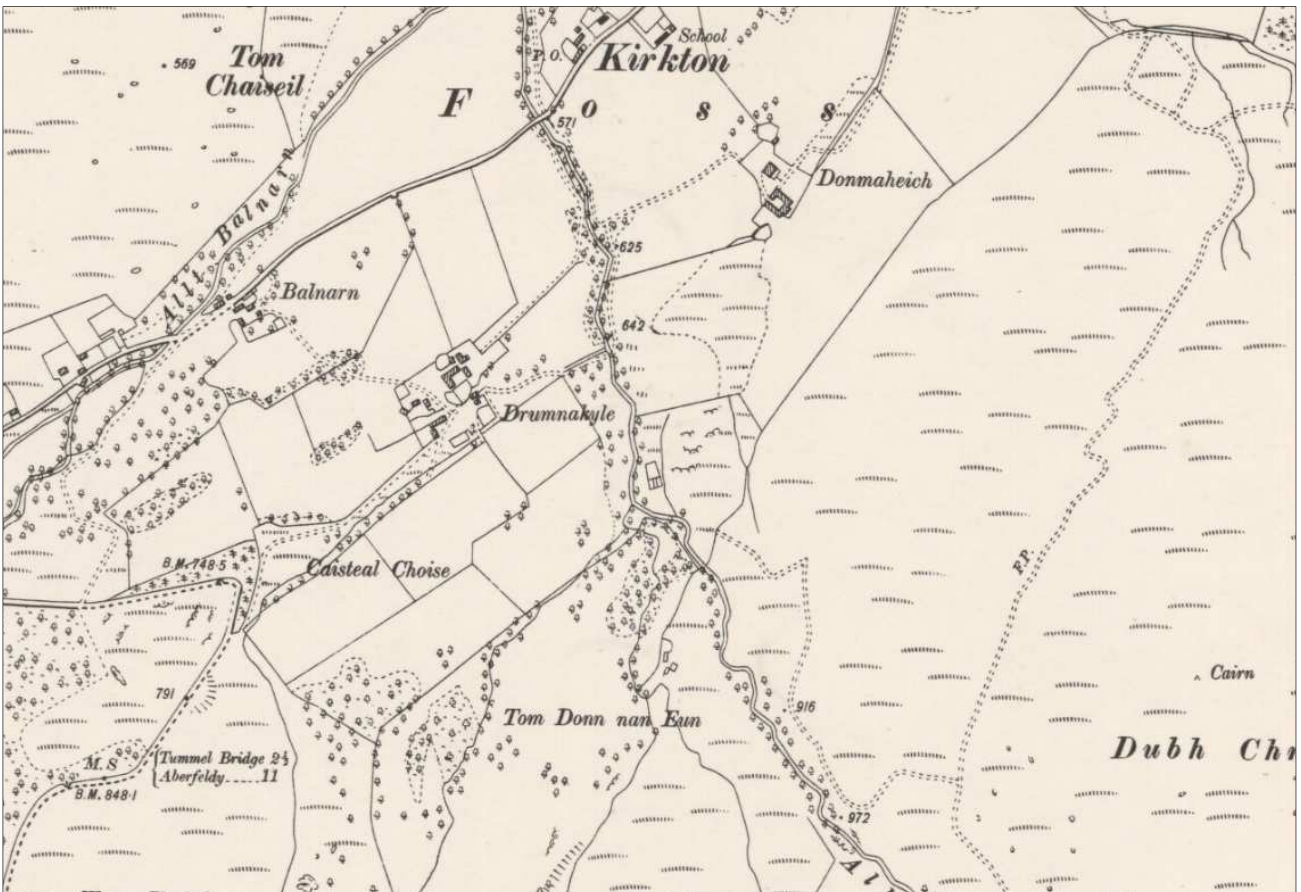 School
P. O.
Kirkton
Tom
Chaiseil
569
F o s s
571
Donmaheich
Allt Balnarn
625
Balnarn
642
Drumnakyle
B.M. 748·5
Caisteal Choise
F.P.
Cairn
791
916
Tom Donn nan Eun
Dubh Chr
M. S
Tummel Bridge 2½
Aberfeldy 11
B.M. 848·1
972
All